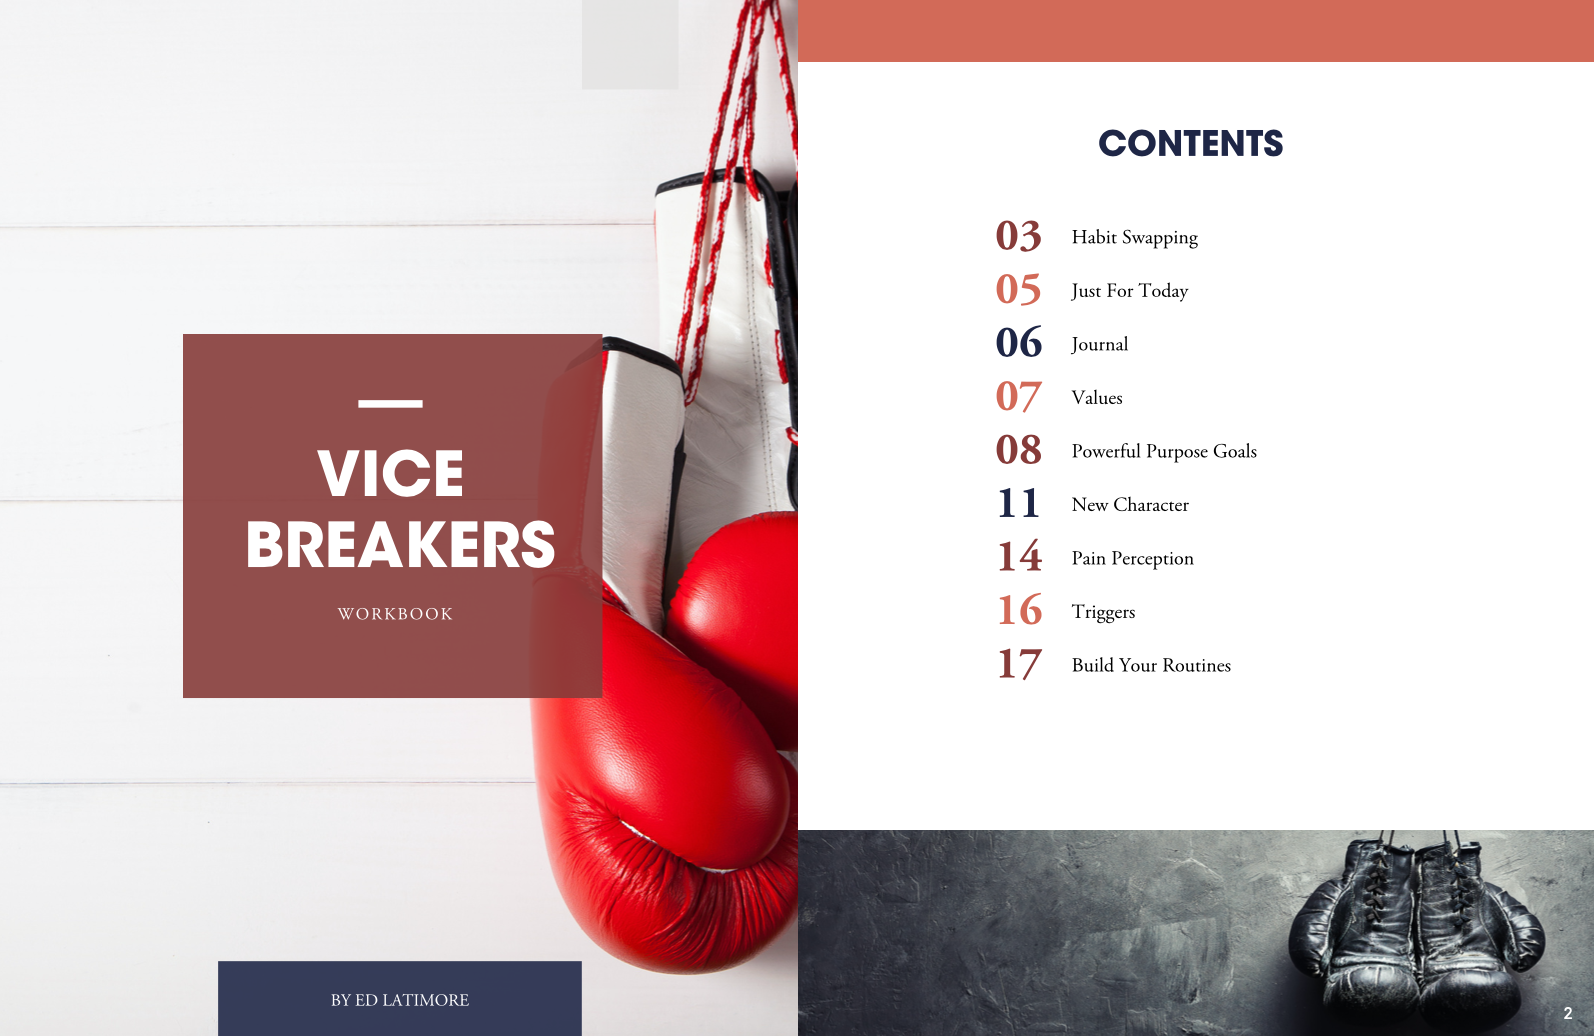 VICE
BREAKERS
WORKBOOK
BY ED LATIMORE
CONTENTS
03 Habit Swapping
05 Just For Today
06 Journal
07 Values
08 Powerful Purpose Goals
11 New Character
14 Pain Perception
16 Triggers
17 Build Your Routines
2